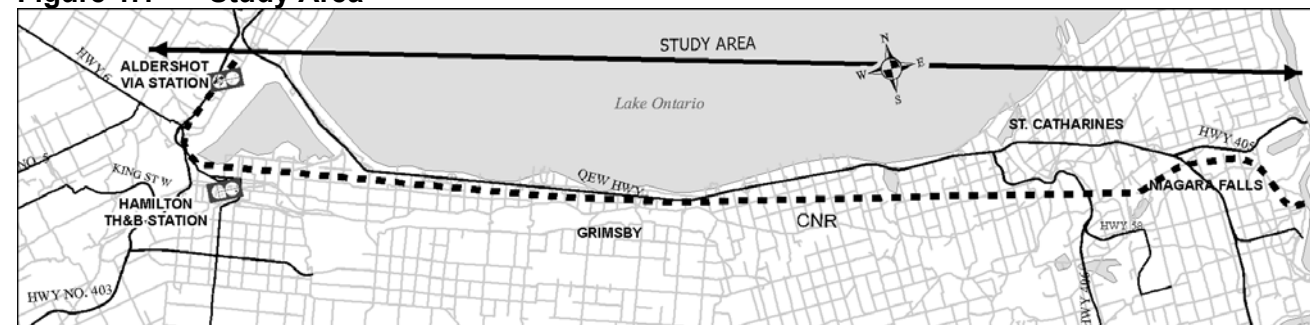 Figure 1.1 Study Area
STUDY AREA
HWY 6
ALDERSHOT
VIA STATION
N
W E
S
Lake Ontario
ST. CATHARINES
HWY 405
NO. 5
KING ST W
QEW HWY
NIAGARA FALLS
HAMILTON
TH&B STATION
GRIMSBY
CNR
HWY 58
HWY NO. 403